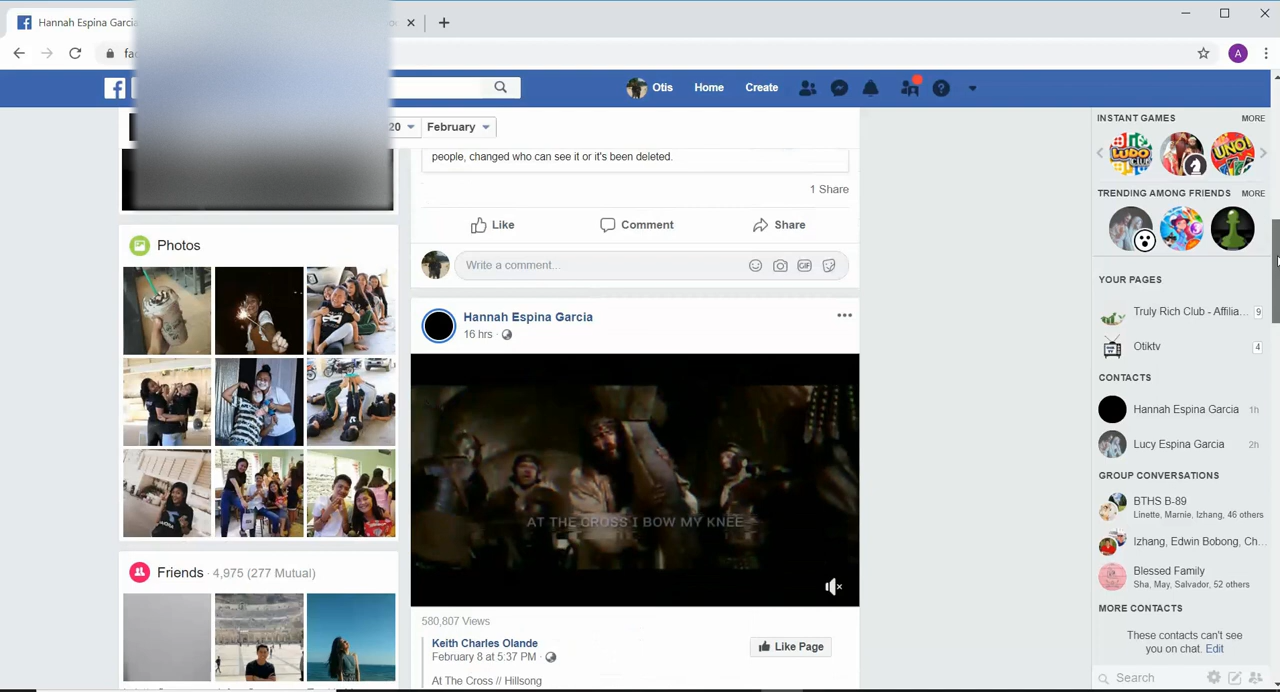 Hannah Espina Garcia
A
Otis
Home
Create
20
February
people, changed who can see it or it's been deleted.
1 Share
Like
Comment
Share
Write a comment...
GIF
Photos
Hannah Espina Garcia
16 hrs
AT THE CROSS I BOW MY KNEE
580,807 Views
Keith Charles Olande
February 8 at 5:37 PM
Like Page
At The Cross // Hillsong
Friends · 4,975 (277 Mutual)
INSTANT GAMES
MORE
LUDO
CLUB
UNO!
TRENDING AMONG FRIENDS
MORE
YOUR PAGES
Truly Rich Club - Affilia...
9
Otiktv
4
CONTACTS
Hannah Espina Garcia
1h
Lucy Espina Garcia
2h
GROUP CONVERSATIONS
BTHS B-89
Linette, Marnie, Izhang, 46 others
Izhang, Edwin Bobong, Ch...
Blessed Family
Sha, May, Salvador, 52 others
MORE CONTACTS
These contacts can't see
you on chat. Edit
Search